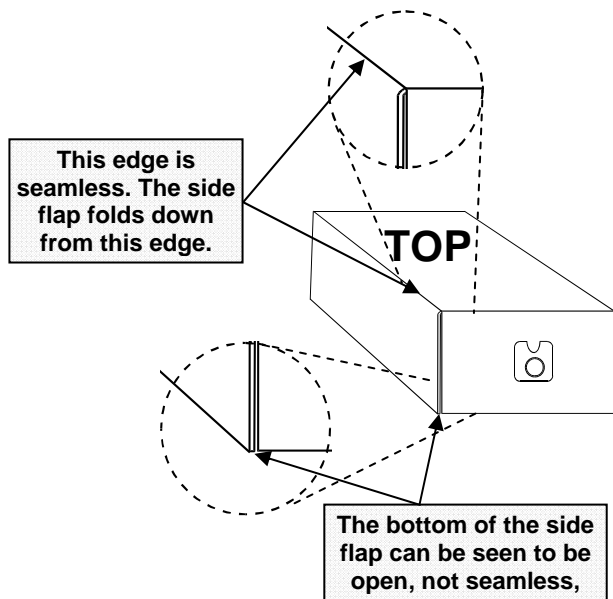 This edge is
seamless. The side
flap folds down
from this edge.
TOP
The bottom of the side
flap can be seen to be
open, not seamless,